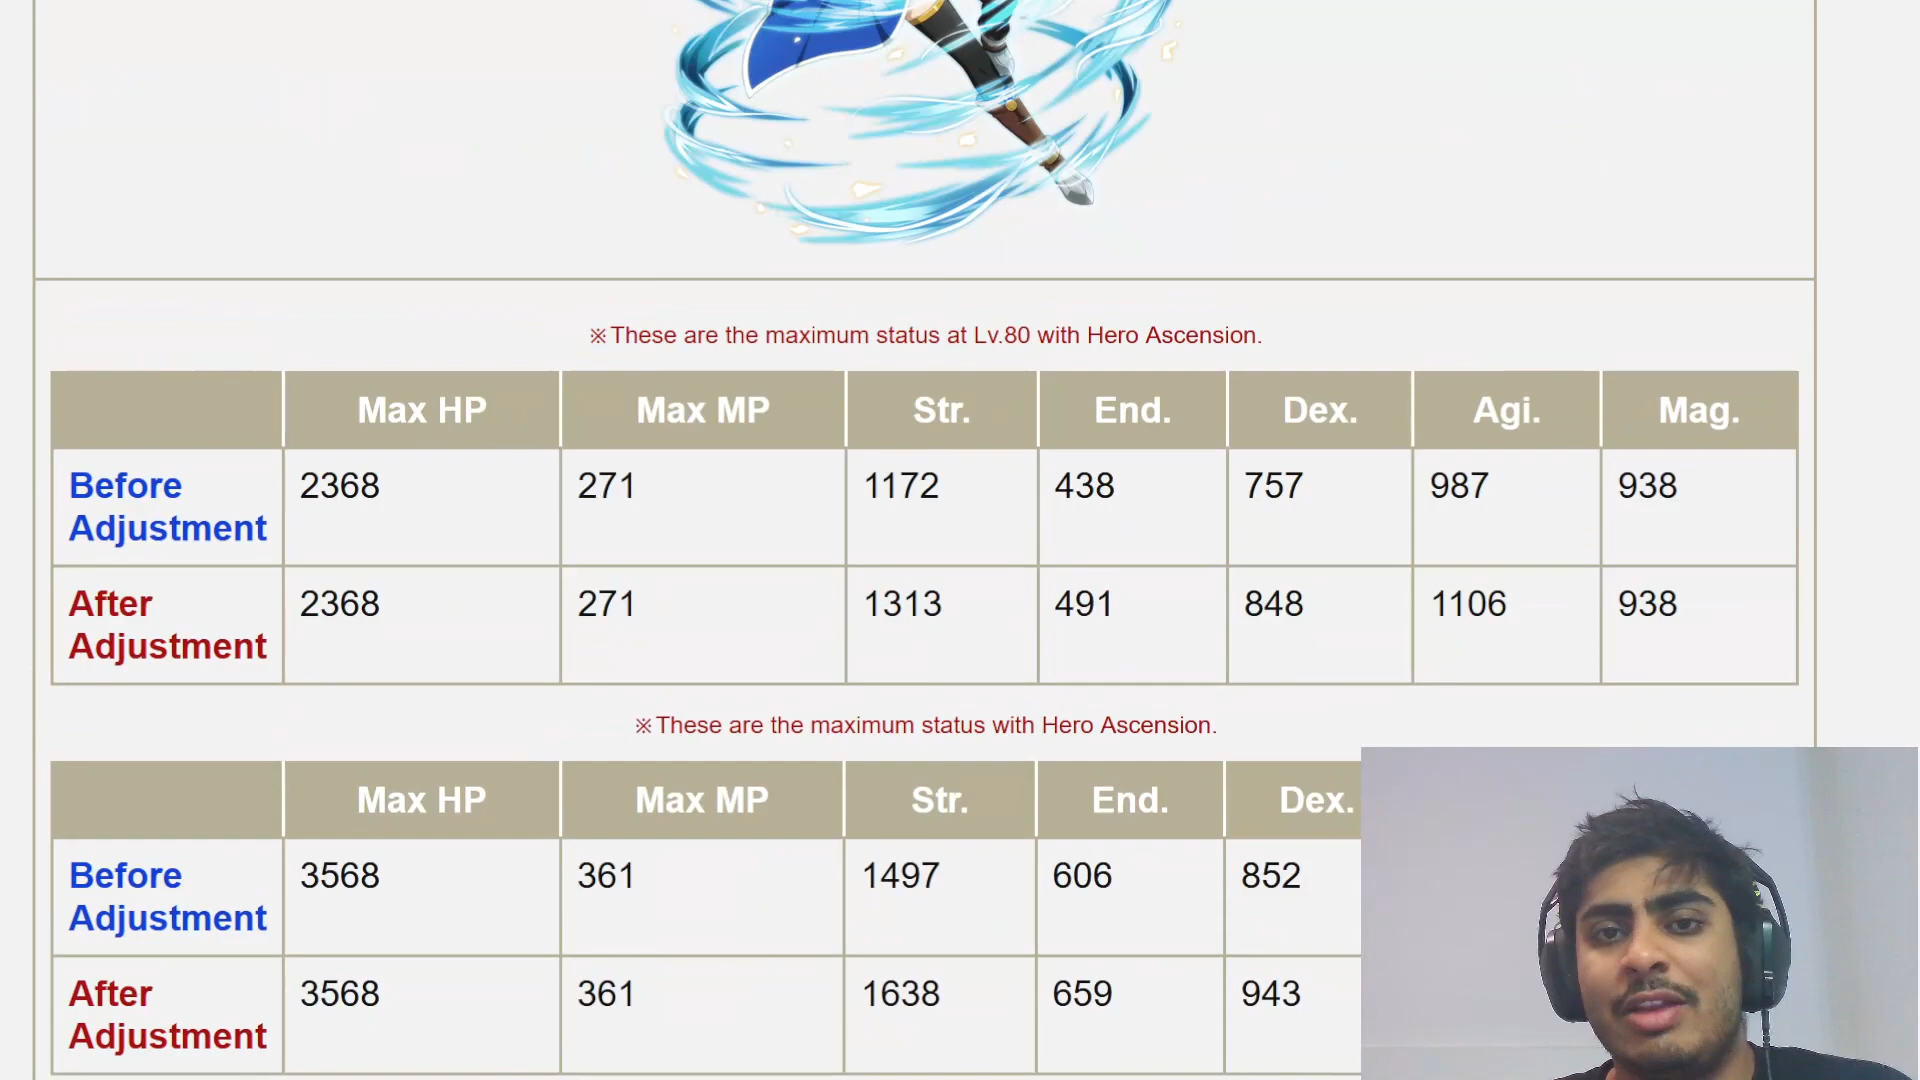 ※These are the maximum status at Lv.80 with Hero Ascension.
Max HP Max MP Str. End. Dex. Agi. Mag.
Before Adjustment 2368 271 1172 438 757 987 938
After Adjustment 2368 271 1313 491 848 1106 938
※These are the maximum status with Hero Ascension.
Max HP Max MP Str. End. Dex.
Before Adjustment 3568 361 1497 606 852
After Adjustment 3568 361 1638 659 943